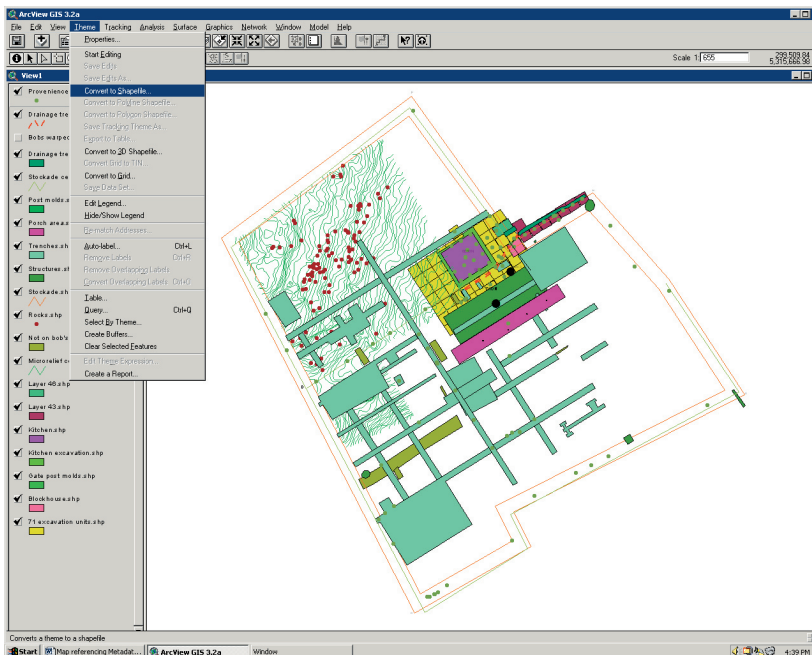 ArcView GIS 3.2a
File Edit View Theme Tracking Analysis Surface Graphics Network Window Model Help
Scale 1: 655
299,509.84
5,315,666.98
View1
Properties...
Start Editing
Save Edits
Save Edits As...
Convert to Shapefile...
Convert to Polyline Shapefile...
Convert to Polygon Shapefile...
Save Tracking Theme As...
Export to Table...
Convert to 3D Shapefile...
Convert Grid to TIN...
Convert to Grid...
Save Data Set...
Edit Legend...
Hide/Show Legend
Re-match Addresses...
Auto-label... Ctrl+L
Remove Labels Ctrl+R
Remove Overlapping Labels
Convert Overlapping Labels Ctrl+O
Table...
Query... Ctrl+Q
Select By Theme...
Create Buffers...
Clear Selected Features
Edit Theme Expression...
Create a Report...
Provenience
Drainage tre
Bobs warped
Drainage tre
Stockade ce
Post molds.s
Porch area.s
Trenches.sh
Structures.s
Stockade.sh
Rocks.shp
Not on bob's
Microrelief c
Layer 46.shp
Layer 43.shp
Kitchen.shp
Kitchen excavation.shp
Gate post molds.shp
Blockhouse.shp
71 excavation units.shp
Converts a theme to a shapefile
Start
Map referencing Metadat...
ArcView GIS 3.2a
Window
4:39 PM